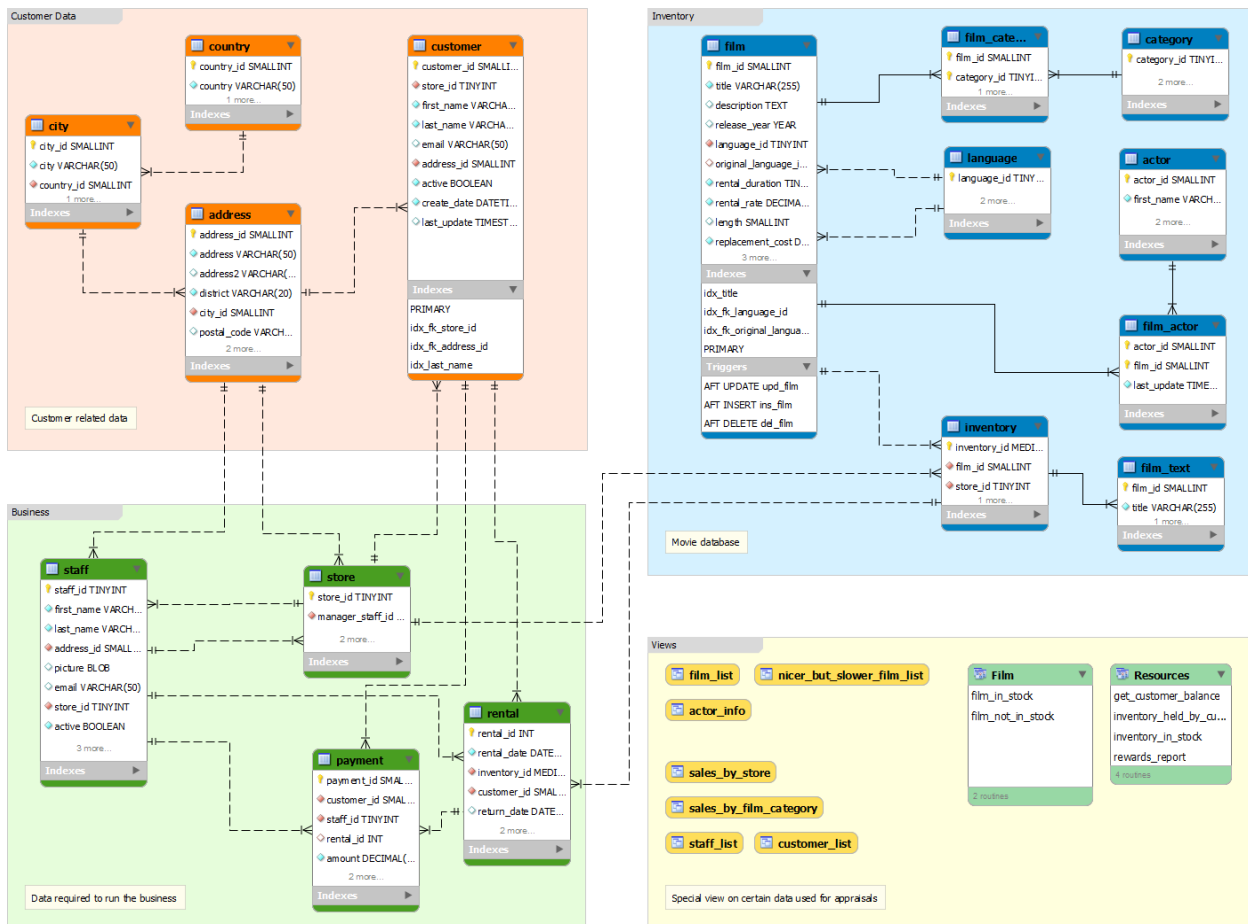 Customer Data
country
country_id SMALLINT
country VARCHAR(50)
1 more...
Indexes
customer
customer_id SMALLI...
store_id TINYINT
first_name VARCHA...
last_name VARCHA...
email VARCHAR(50)
address_id SMALLINT
active BOOLEAN
create_date DATETI...
last_update TIMEST...
Indexes
PRIMARY
idx_fk_store_id
idx_fk_address_id
idx_last_name
city
city_id SMALLINT
city VARCHAR(50)
country_id SMALLINT
1 more...
Indexes
address
address_id SMALLINT
address VARCHAR(50)
address2 VARCHAR(...
district VARCHAR(20)
city_id SMALLINT
postal_code VARCH...
2 more...
Indexes
Customer related data
Inventory
film
film_id SMALLINT
title VARCHAR(255)
description TEXT
release_year YEAR
language_id TINYINT
original_language_i...
rental_duration TIN...
rental_rate DECIMA...
length SMALLINT
replacement_cost D...
3 more...
Indexes
idx_title
idx_fk_language_id
idx_fk_original_langua...
PRIMARY
Triggers
AFT UPDATE upd_film
AFT INSERT ins_film
AFT DELETE del_film
film_cate...
film_id SMALLINT
category_id TINYI...
1 more...
Indexes
category
category_id TINYI...
2 more...
Indexes
language
language_id TINY...
2 more...
Indexes
actor
actor_id SMALLINT
first_name VARCH...
2 more...
Indexes
film_actor
actor_id SMALLINT
film_id SMALLINT
last_update TIME...
Indexes
inventory
inventory_id MEDI...
film_id SMALLINT
store_id TINYINT
1 more...
Indexes
film_text
film_id SMALLINT
title VARCHAR(255)
1 more...
Indexes
Movie database
Business
staff
staff_id TINYINT
first_name VARCH...
last_name VARCH...
address_id SMALL...
picture BLOB
email VARCHAR(50)
store_id TINYINT
active BOOLEAN
3 more...
Indexes
store
store_id TINYINT
manager_staff_id ...
2 more...
Indexes
rental
rental_id INT
rental_date DATE...
inventory_id MEDI...
customer_id SMAL...
return_date DATE...
2 more...
Indexes
payment
payment_id SMAL...
customer_id SMAL...
staff_id TINYINT
rental_id INT
amount DECIMAL(...
2 more...
Indexes
Data required to run the business
Views
film_list
nicer_but_slower_film_list
actor_info
sales_by_store
sales_by_film_category
staff_list
customer_list
Film
film_in_stock
film_not_in_stock
2 routines
Resources
get_customer_balance
inventory_held_by_cu...
inventory_in_stock
rewards_report
4 routines
Special view on certain data used for appraisals